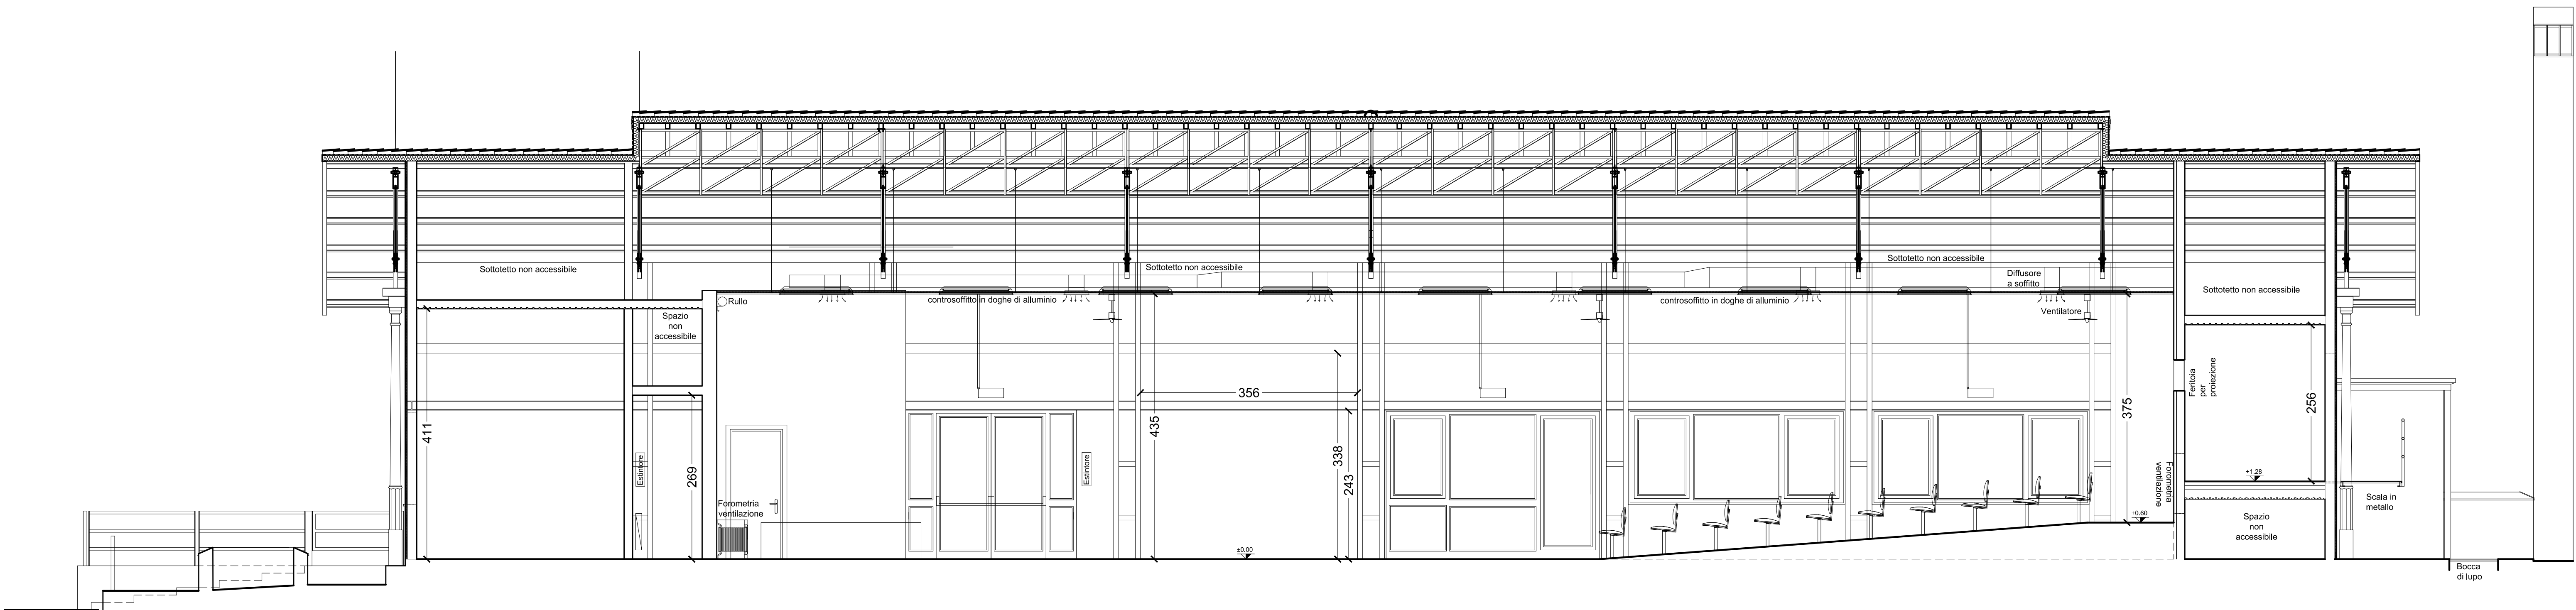 Sottotetto non accessibile
Sottotetto non accessibile
Sottotetto non accessibile
Diffusore
a soffitto
Sottotetto non accessibile
Rullo
controsoffitto in doghe di alluminio
controsoffitto in doghe di alluminio
Ventilatore
Spazio
non
accessibile
411
269
435
356
338
243
375
256
Feritoia
per
proiezione
Estintore
Estintore
Forometria
ventilazione
Forometria
ventilazione
±0.00
+0.60
+1.28
Scala in
metallo
Spazio
non
accessibile
Bocca
di lupo